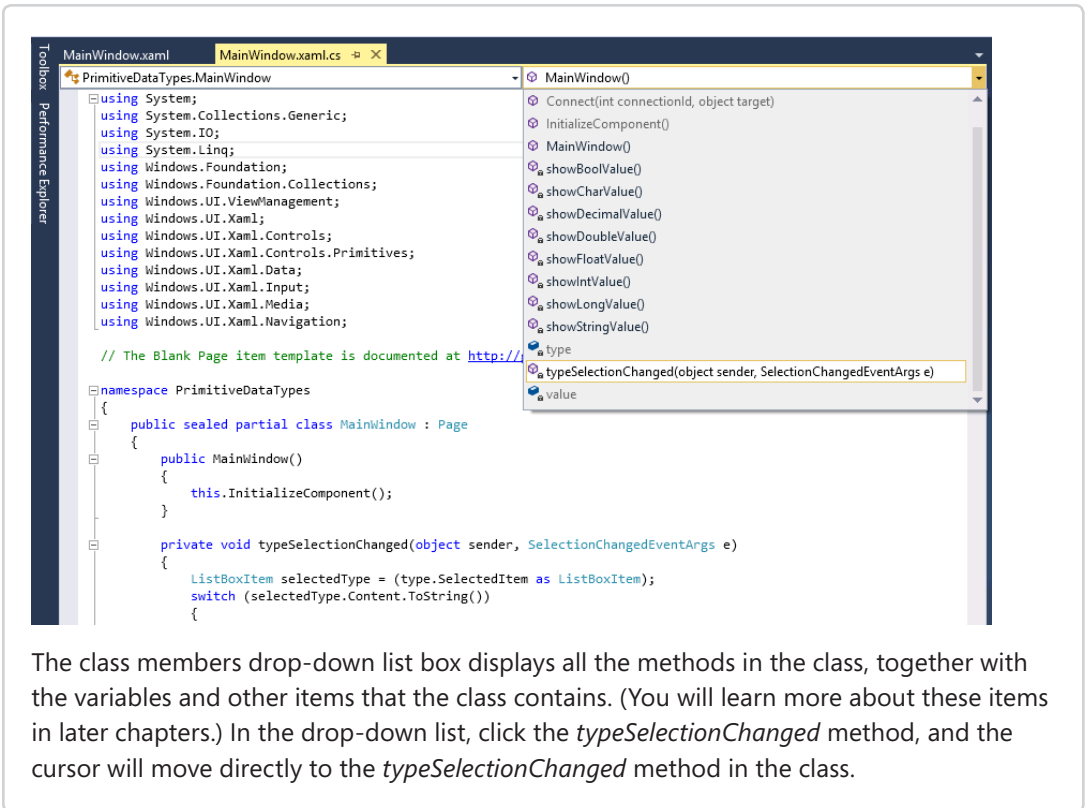 Toolbox
Performance Explorer
MainWindow.xaml
MainWindow.xaml.cs
PrimitiveDataTypes.MainWindow
MainWindow()
using System;
using System.Collections.Generic;
using System.IO;
using System.Linq;
using Windows.Foundation;
using Windows.Foundation.Collections;
using Windows.UI.ViewManagement;
using Windows.UI.Xaml;
using Windows.UI.Xaml.Controls;
using Windows.UI.Xaml.Controls.Primitives;
using Windows.UI.Xaml.Data;
using Windows.UI.Xaml.Input;
using Windows.UI.Xaml.Media;
using Windows.UI.Xaml.Navigation;
// The Blank Page item template is documented at http://
namespace PrimitiveDataTypes
{
public sealed partial class MainWindow : Page
{
public MainWindow()
{
this.InitializeComponent();
}
private void typeSelectionChanged(object sender, SelectionChangedEventArgs e)
{
ListBoxItem selectedType = (type.SelectedItem as ListBoxItem);
switch (selectedType.Content.ToString())
{
Connect(int connectionId, object target)
InitializeComponent()
MainWindow()
showBoolValue()
showCharValue()
showDecimalValue()
showDoubleValue()
showFloatValue()
showIntValue()
showLongValue()
showStringValue()
type
typeSelectionChanged(object sender, SelectionChangedEventArgs e)
value
The class members drop-down list box displays all the methods in the class, together with
the variables and other items that the class contains. (You will learn more about these items
in later chapters.) In the drop-down list, click the typeSelectionChanged method, and the
cursor will move directly to the typeSelectionChanged method in the class.